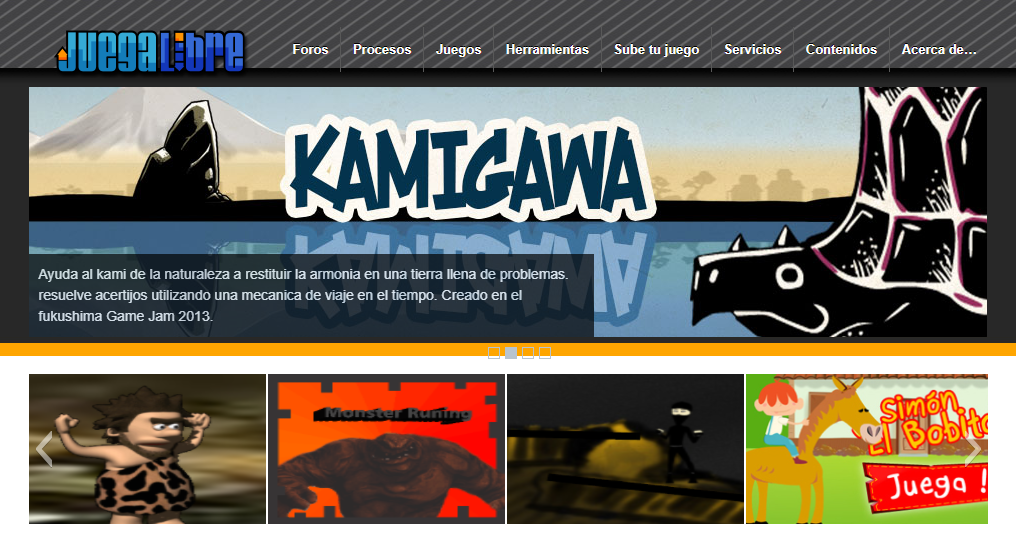 JUEGALIBRE
Foros Procesos Juegos Herramientas Sube tu juego Servicios Contenidos Acerca de...
KAMIGAWA
KAMIGAWA
Ayuda al kami de la naturaleza a restituir la armonia en una tierra llena de problemas.
resuelve acertijos utilizando una mecanica de viaje en el tiempo. Creado en el
fukushima Game Jam 2013.
Monster Runing
Simón
El Bobito
Juega !